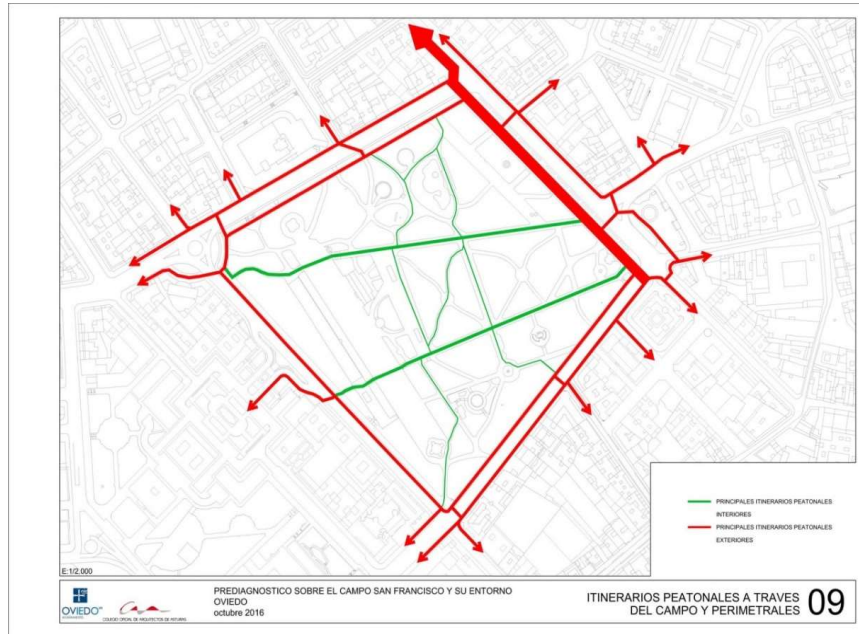 PRINCIPALES ITINERARIOS PEATONALES
INTERIORES
PRINCIPALES ITINERARIOS PEATONALES
EXTERIORES
E:1/2.000
OVIEDO
COLEGIO OFICIAL DE ARQUITECTOS DE ASTURIAS
PREDIAGNOSTICO SOBRE EL CAMPO SAN FRANCISCO Y SU ENTORNO
OVIEDO
octubre 2016
ITINERARIOS PEATONALES A TRAVES
DEL CAMPO Y PERIMETRALES
09